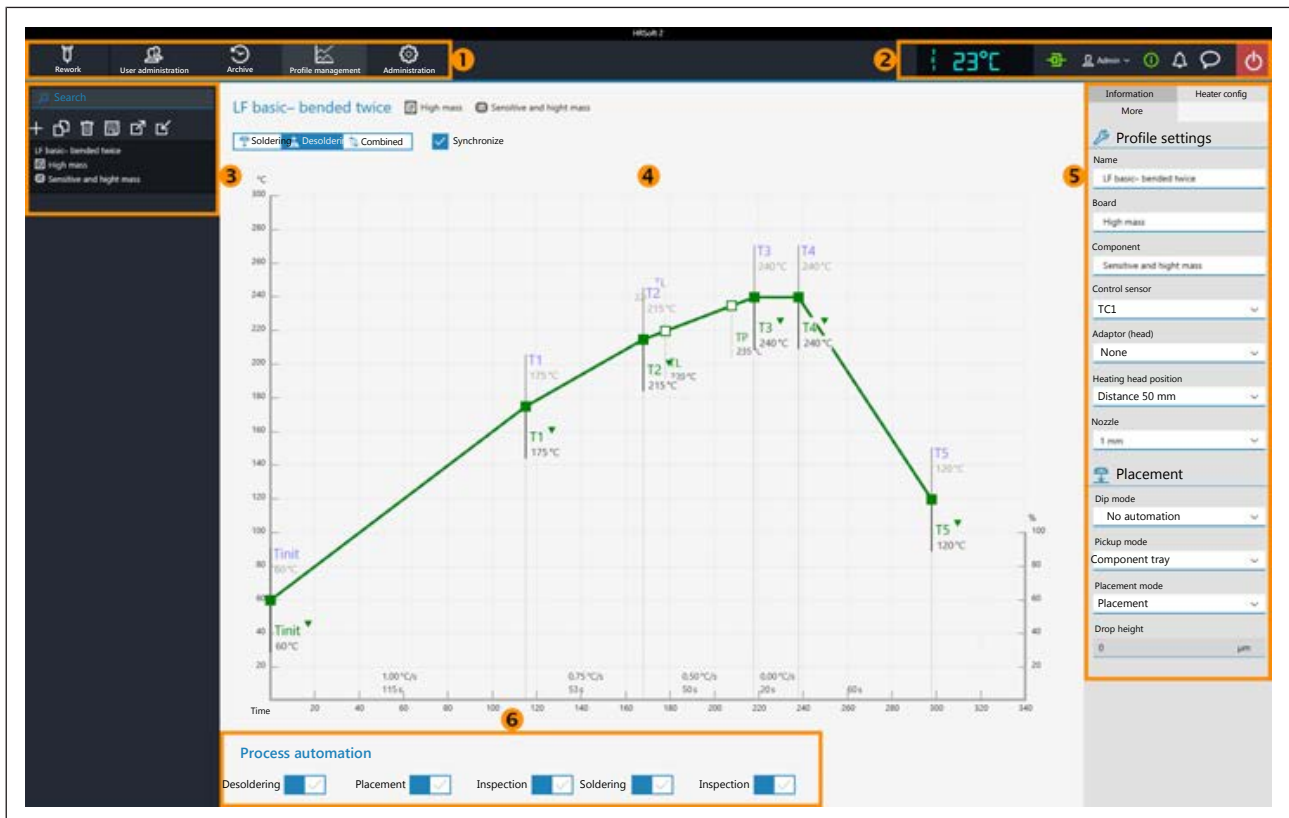 HRSoft 2
Rework
User administration
Archive
Profile management
Administration
1
2
23°C
Admin
Search
LF basic– bended twice
High mass
Sensitive and hight mass
3
LF basic– bended twice
High mass
Sensitive and hight mass
Soldering
Desolderi
Combined
Synchronize
4
°C
300
280
260
240
220
200
180
160
140
120
100
80
60
40
20
Tinit
60°C
Tinit
60°C
T1
175°C
T1
175°C
T2
215°C
T2
215°C
TL
TP
235°C
T3
240°C
T3
240°C
T4
240°C
T4
240°C
T5
120°C
T5
120°C
%
100
80
60
40
20
1.00°C/s
115s
0.75°C/s
53s
0.50°C/s
50s
0.00°C/s
20s
60s
Time
20
40
60
80
100
120
140
160
180
200
220
240
260
280
300
320
340
5
Information
Heater config
More
Profile settings
Name
LF basic– bended twice
Board
High mass
Component
Sensitive and hight mass
Control sensor
TC1
Adaptor (head)
None
Heating head position
Distance 50 mm
Nozzle
1 mm
Placement
Dip mode
No automation
Pickup mode
Component tray
Placement mode
Placement
Drop height
0 µm
6
Process automation
Desoldering
Placement
Inspection
Soldering
Inspection